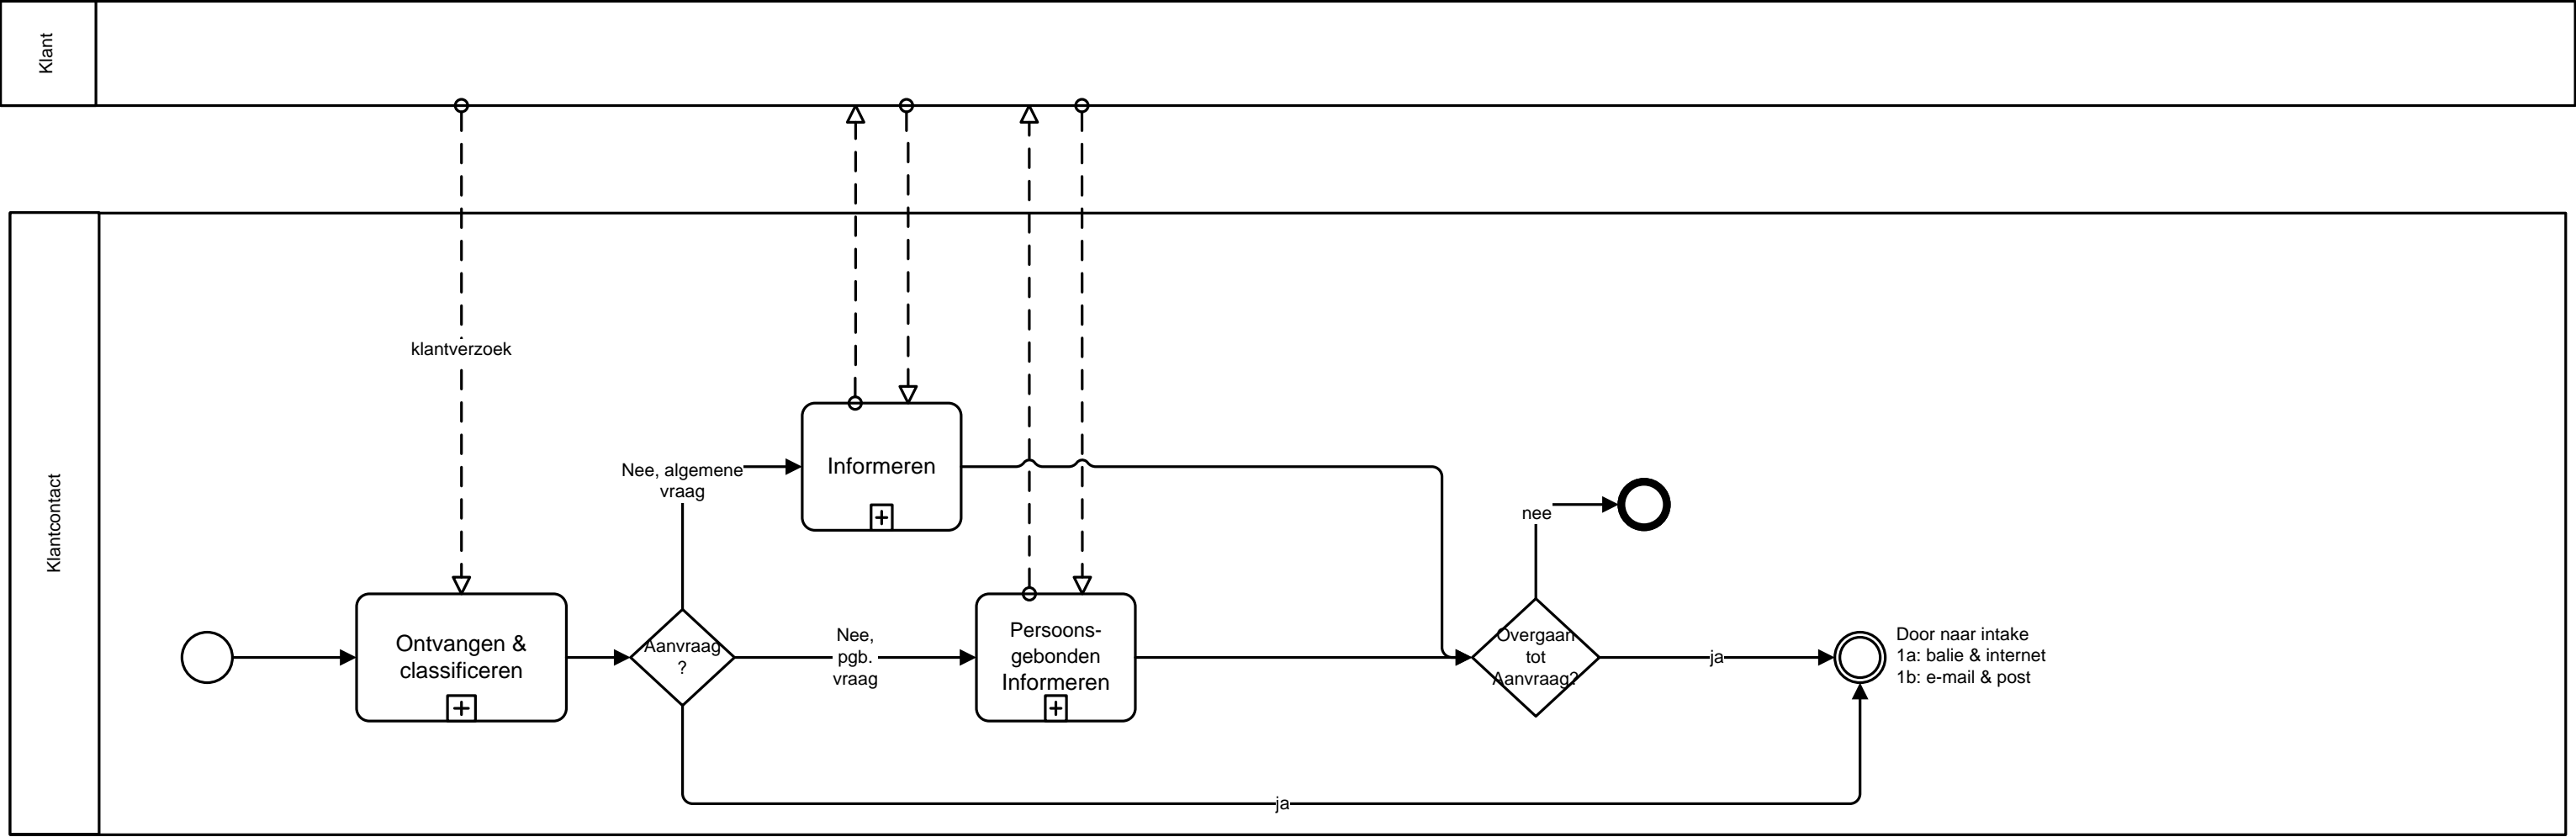 Klant
Klantcontact
klantverzoek
Nee, algemene
vraag
Informeren
nee
Ontvangen &
classificeren
Aanvraag
?
Nee,
pgb.
vraag
Persoons-
gebonden
Informeren
Overgaan
tot
Aanvraag?
ja
Door naar intake
1a: balie & internet
1b: e-mail & post
ja